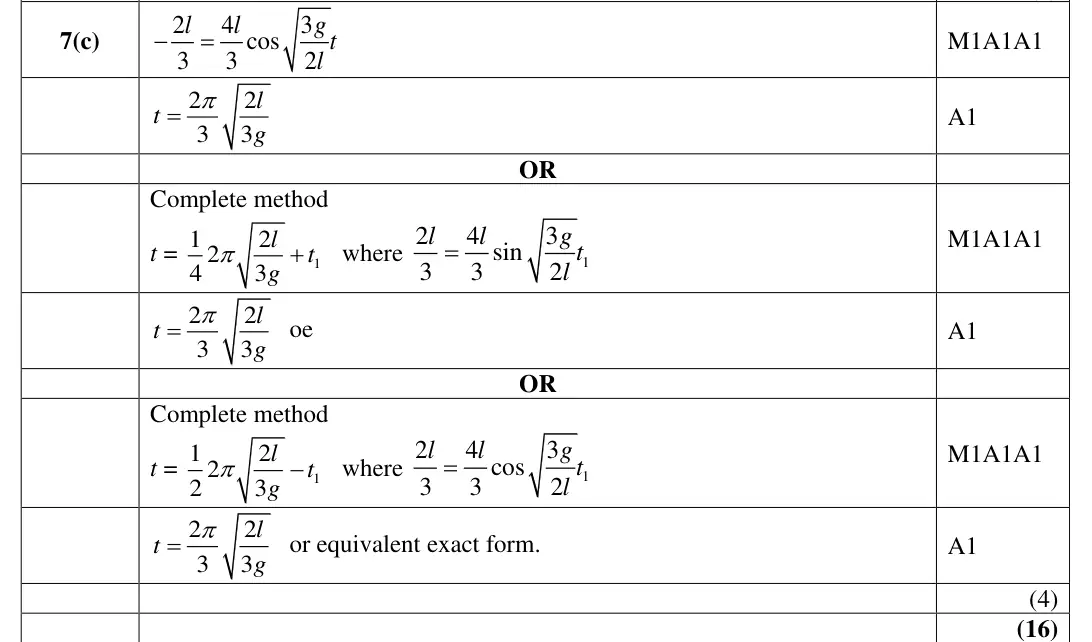 7(c) −2l/3 = 4l/3 cos √(3g/2l) t M1A1A1
t = 2π/3 √(2l/3g) A1
OR
Complete method
t = 1/4 2π √(2l/3g) + t₁ where 2l/3 = 4l/3 sin √(3g/2l) t₁ M1A1A1
t = 2π/3 √(2l/3g) oe A1
OR
Complete method
t = 1/2 2π √(2l/3g) − t₁ where 2l/3 = 4l/3 cos √(3g/2l) t₁ M1A1A1
t = 2π/3 √(2l/3g) or equivalent exact form. A1
(4)
(16)